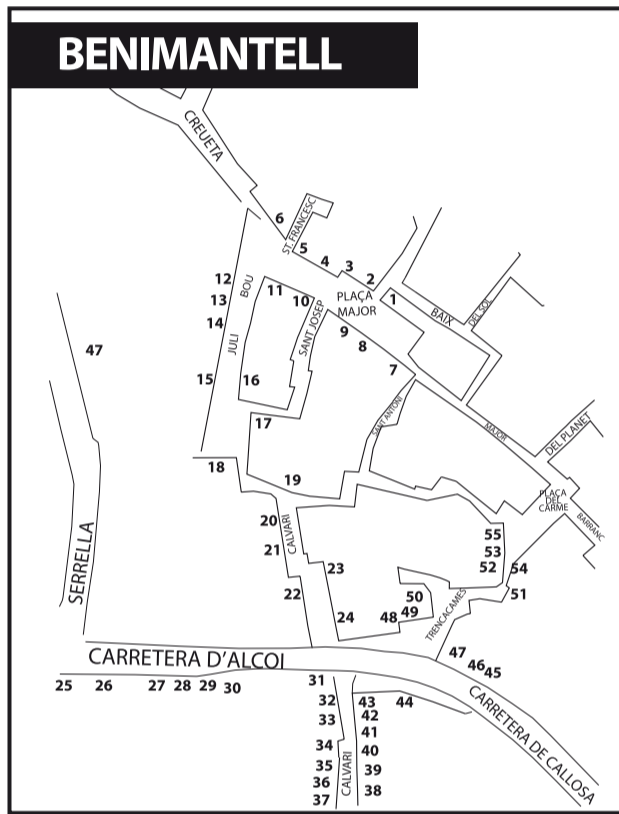 BENIMANTELL
CREUETA
6
ST. FRANCESC
5
4
3
2
12
BOU
11
10
PLAÇA
MAJOR
1
13
BAIX
DEL SOL
14
SANT JOSEP
9
8
JULI
47
7
15
16
SANT ANTONI
17
MAJOR
DEL PLANET
18
19
PLAÇA
DEL
CARME
BARRANC
20
CALVARI
55
21
53
23
52
54
SERRELLA
22
50
51
24
48
49
TRENCACAMES
CARRETERA D'ALCOI
47
46
45
25
26
27
28
29
30
31
CARRETERA DE CALLOSA
32
43
44
33
42
41
34
40
35
CALVARI
39
36
38
37